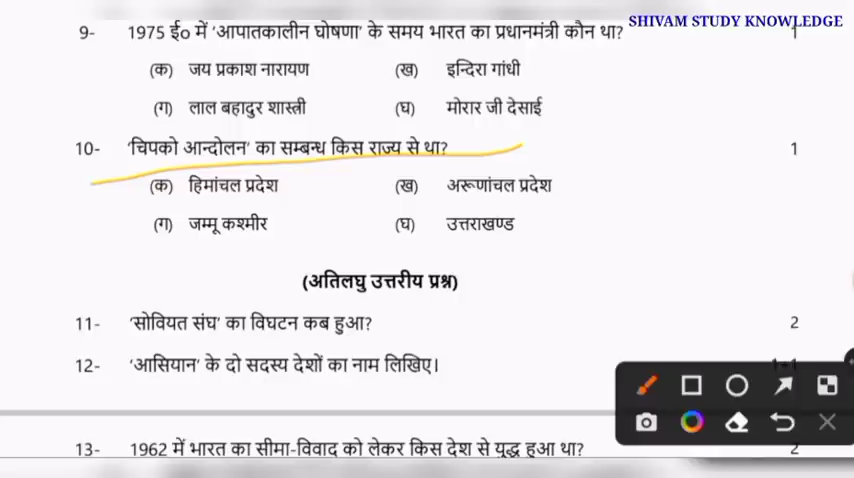 SHIVAM STUDY KNOWLEDGE
9- 1975 ई० में 'आपातकालीन घोषणा' के समय भारत का प्रधानमंत्री कौन था? 1
(क) जय प्रकाश नारायण (ख) इन्दिरा गांधी
(ग) लाल बहादुर शास्त्री (घ) मोरार जी देसाई
10- 'चिपको आन्दोलन' का सम्बन्ध किस राज्य से था? 1
(क) हिमांचल प्रदेश (ख) अरूणांचल प्रदेश
(ग) जम्मू कश्मीर (घ) उत्तराखण्ड
(अतिलघु उत्तरीय प्रश्न)
11- 'सोवियत संघ' का विघटन कब हुआ? 2
12- 'आसियान' के दो सदस्य देशों का नाम लिखिए। 1+1
13- 1962 में भारत का सीमा-विवाद को लेकर किस देश से युद्ध हुआ था? 2